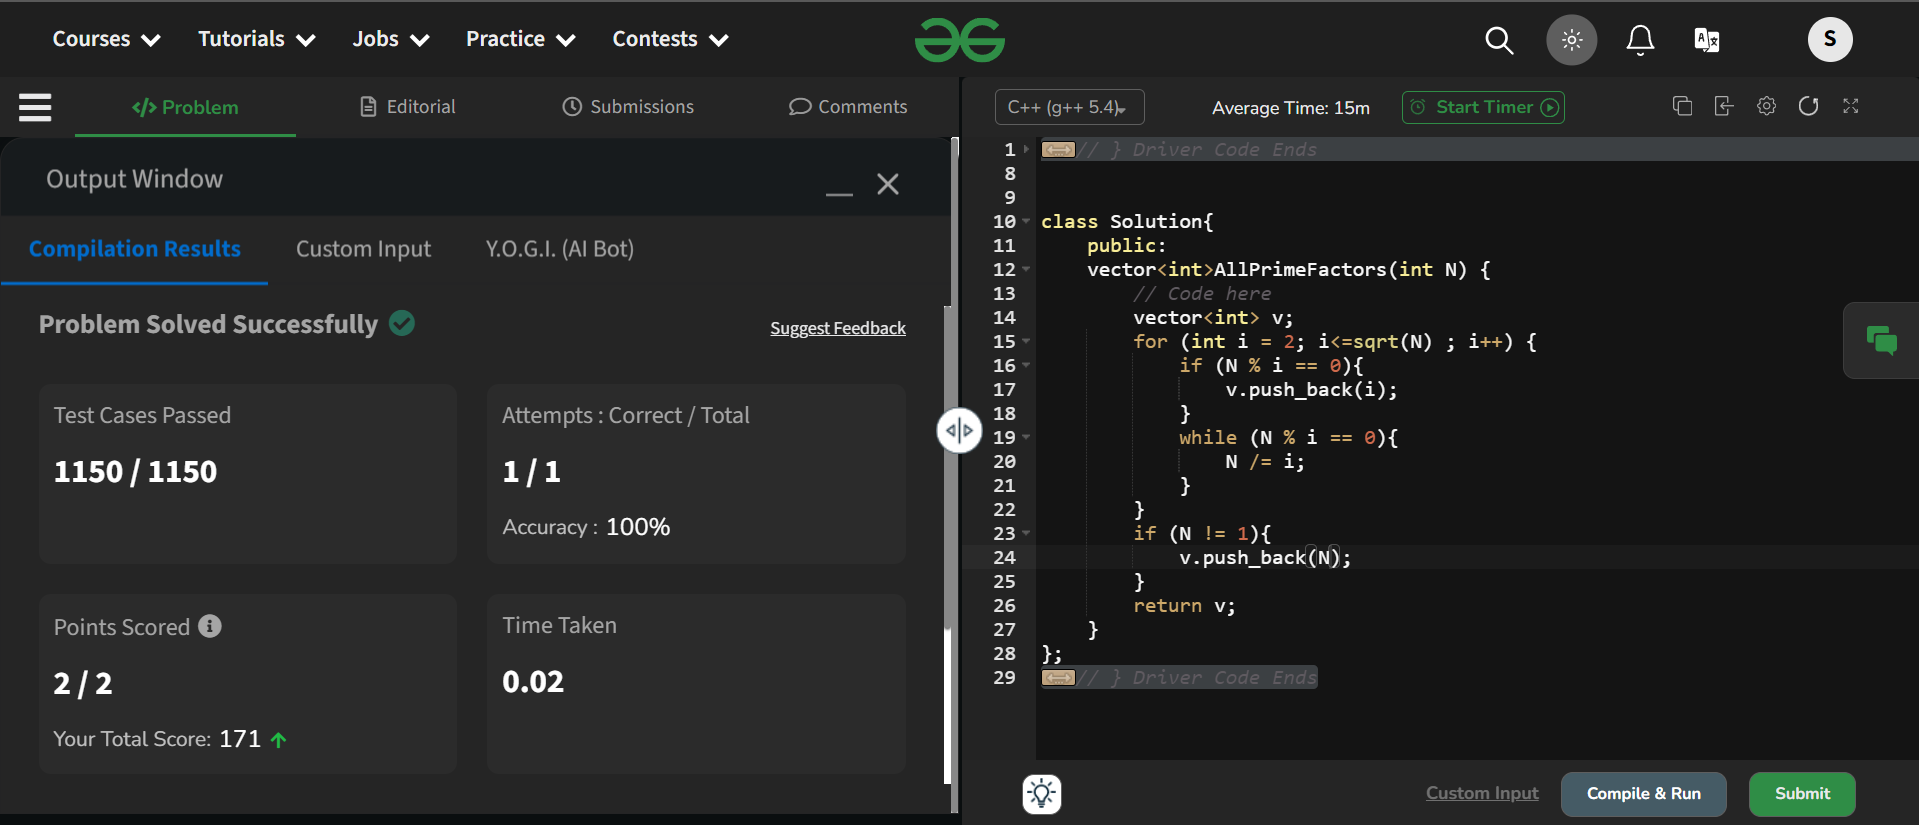 Courses Tutorials Jobs Practice Contests S
</> Problem Editorial Submissions Comments
Output Window
Compilation Results Custom Input Y.O.G.I. (AI Bot)
Problem Solved Successfully
Suggest Feedback
Test Cases Passed
1150 / 1150
Attempts : Correct / Total
1 / 1
Accuracy : 100%
Points Scored
2 / 2
Your Total Score: 171
Time Taken
0.02
C++ (g++ 5.4) Average Time: 15m Start Timer
1 // } Driver Code Ends
8
9
10 class Solution{
11     public:
12     vector<int>AllPrimeFactors(int N) {
13         // Code here
14         vector<int> v;
15         for (int i = 2; i<=sqrt(N) ; i++) {
16             if (N % i == 0){
17                 v.push_back(i);
18             }
19             while (N % i == 0){
20                 N /= i;
21             }
22         }
23         if (N != 1){
24             v.push_back(N);
25         }
26         return v;
27     }
28 };
29 // } Driver Code Ends
Custom Input Compile & Run Submit